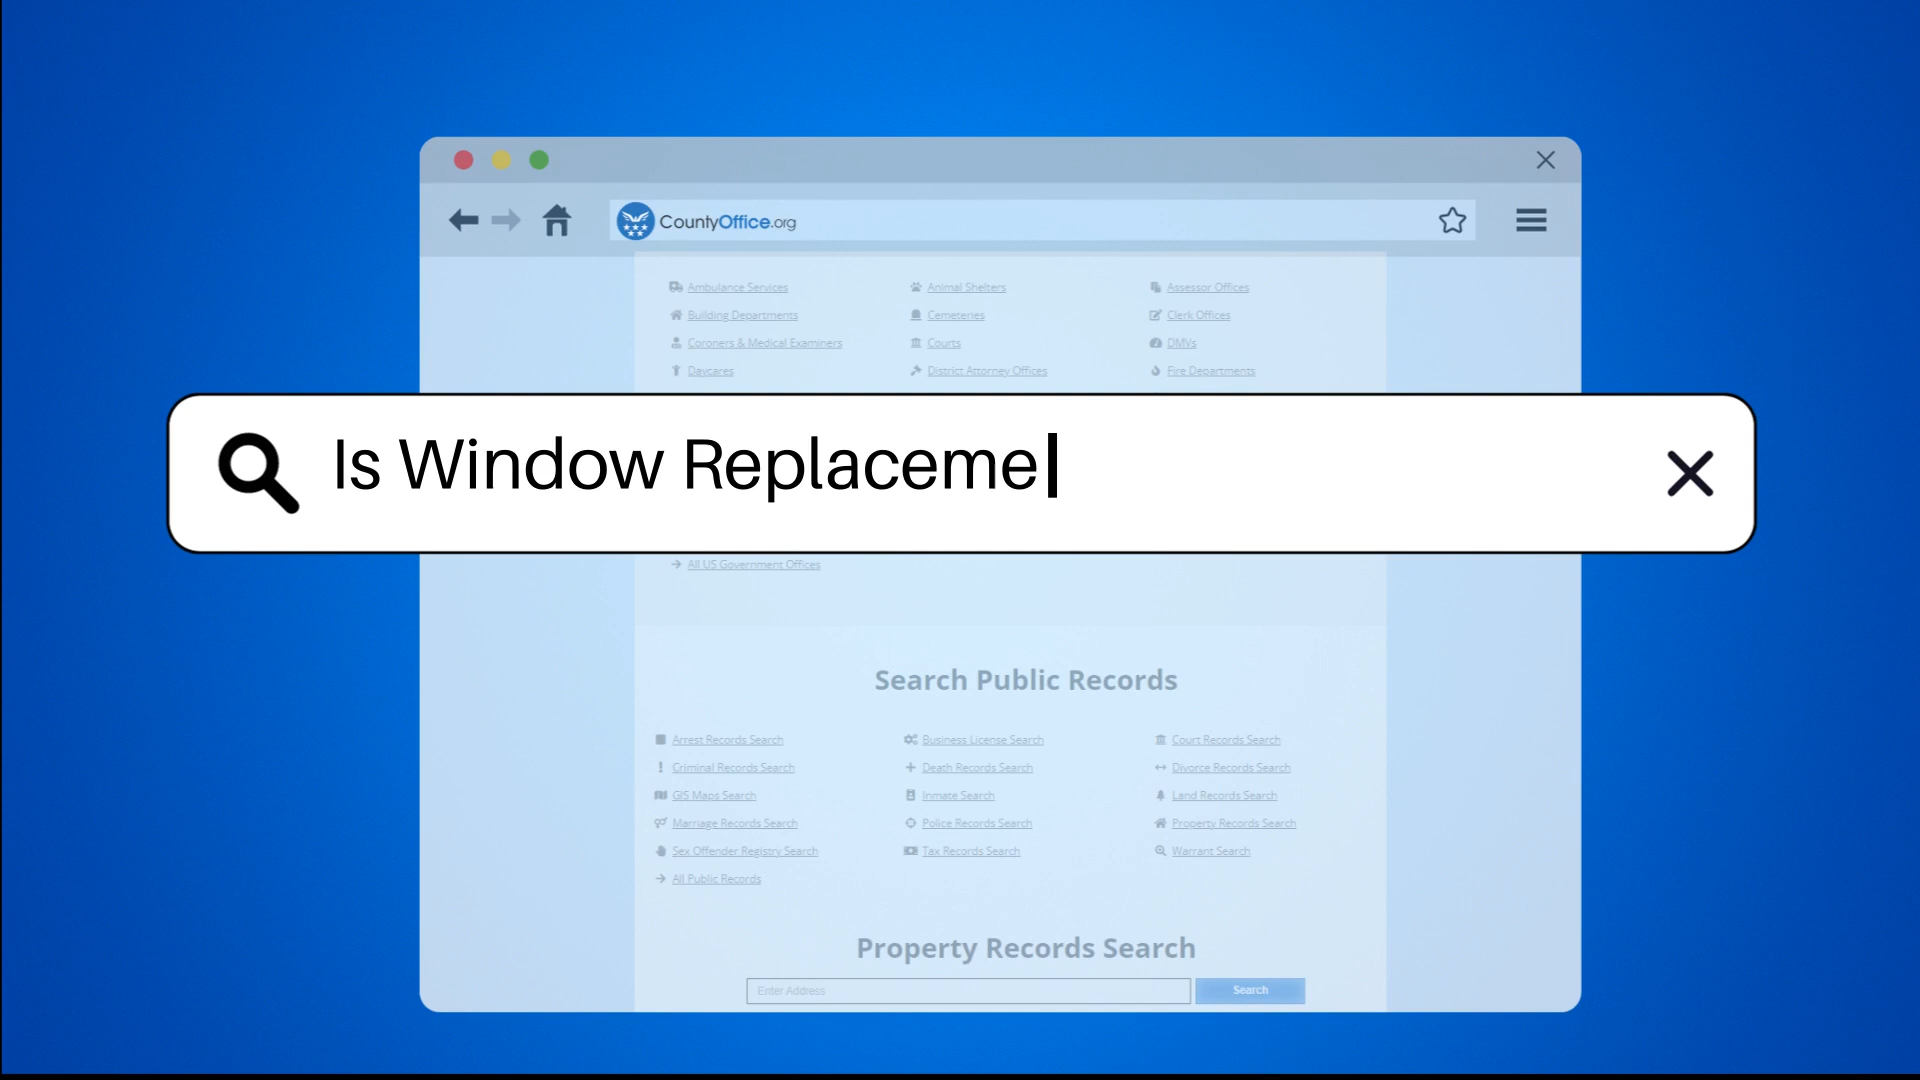 CountyOffice.org
Ambulance Services Animal Shelters Assessor Offices
Building Departments Cemeteries Clerk Offices
Coroners & Medical Examiners Courts DMVs
Daycares District Attorney Offices Fire Departments
Is Window Replaceme
All US Government Offices
Search Public Records
Arrest Records Search Business License Search Court Records Search
Criminal Records Search Death Records Search Divorce Records Search
GIS Maps Search Inmate Search Land Records Search
Marriage Records Search Police Records Search Property Records Search
Sex Offender Registry Search Tax Records Search Warrant Search
All Public Records
Property Records Search
Enter Address Search